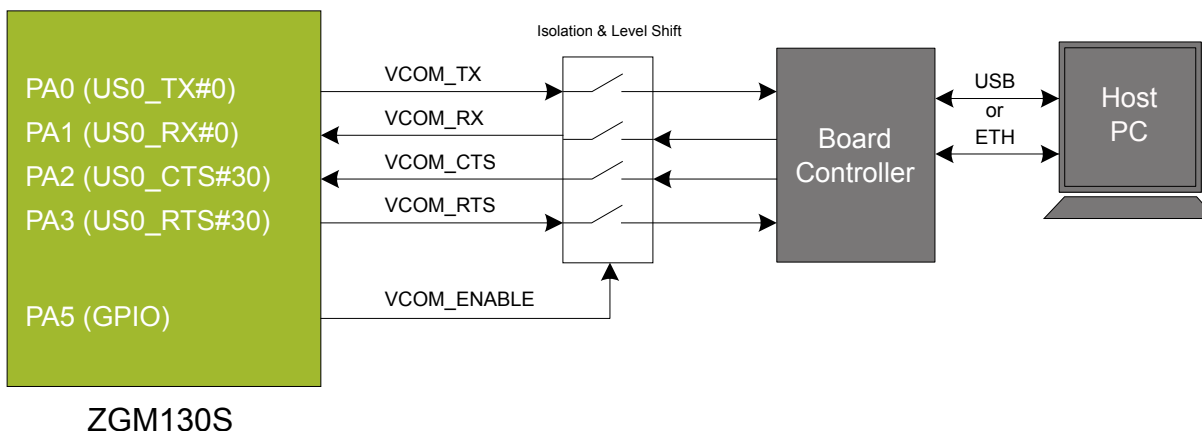 Isolation & Level Shift
PA0 (US0_TX#0)
VCOM_TX
PA1 (US0_RX#0)
VCOM_RX
PA2 (US0_CTS#30)
VCOM_CTS
PA3 (US0_RTS#30)
VCOM_RTS
PA5 (GPIO)
VCOM_ENABLE
Board
Controller
USB
or
ETH
Host
PC
ZGM130S